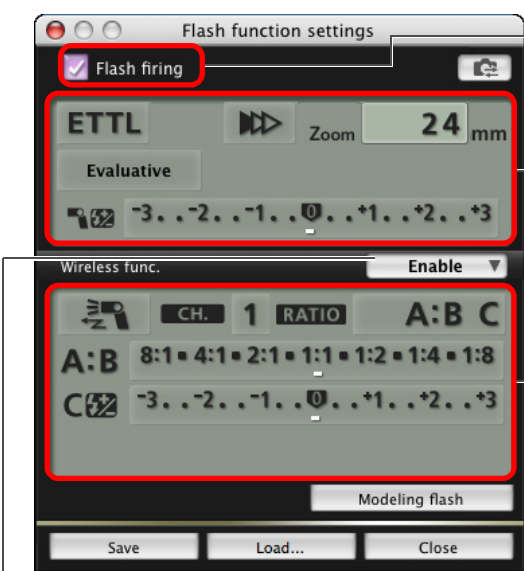 Flash function settings
Flash firing
ETTL Zoom 24 mm
Evaluative
-3..-2..-1..0..+1..+2..+3
Wireless func. Enable
CH. 1 RATIO A:B C
A:B 8:1 4:1 2:1 1:1 1:2 1:4 1:8
C -3..-2..-1..0..+1..+2..+3
Modeling flash
Save Load... Close